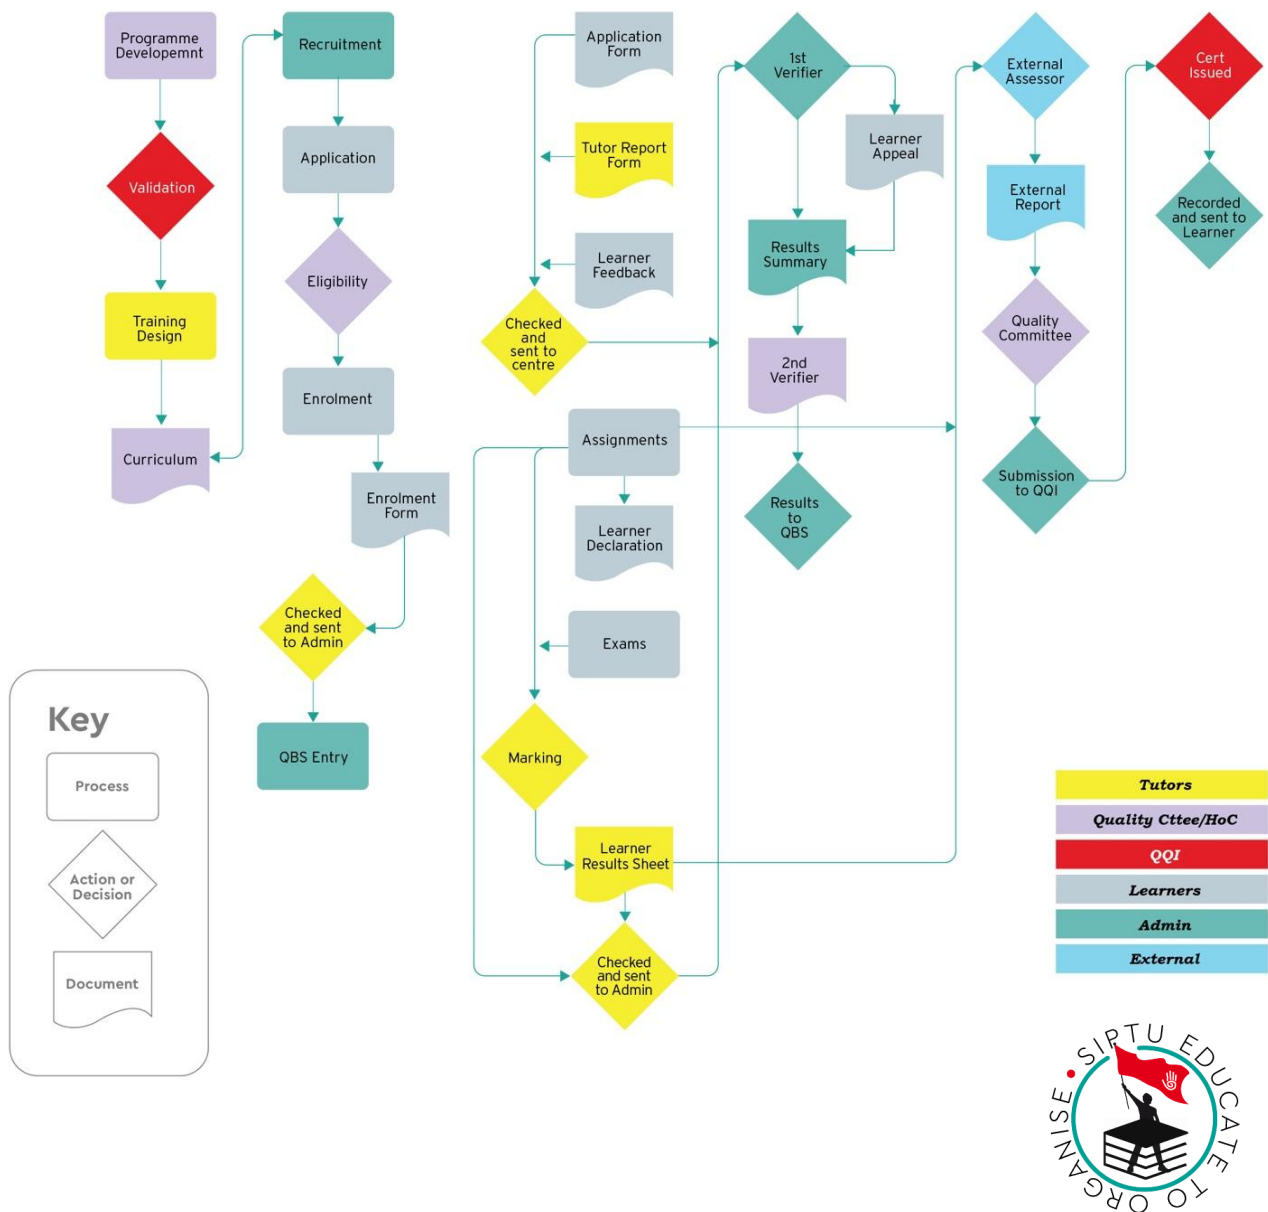 Programme
Developemnt
Validation
Training
Design
Curriculum
Recruitment
Application
Eligibility
Enrolment
Enrolment
Form
Checked
and sent
to Admin
QBS Entry
Application
Form
Tutor Report
Form
Learner
Feedback
Checked
and
sent to
centre
Assignments
Learner
Declaration
Exams
Marking
Learner
Results Sheet
Checked
and sent
to Admin
1st
Verifier
Learner
Appeal
Results
Summary
2nd
Verifier
Results
to
QBS
External
Assessor
External
Report
Quality
Committee
Submission
to QQI
Cert
Issued
Recorded
and sent to
Learner
Key
Process
Action or
Decision
Document
Tutors
Quality Cttee/HoC
QQI
Learners
Admin
External
SIPTU EDUCATE TO ORGANISE •